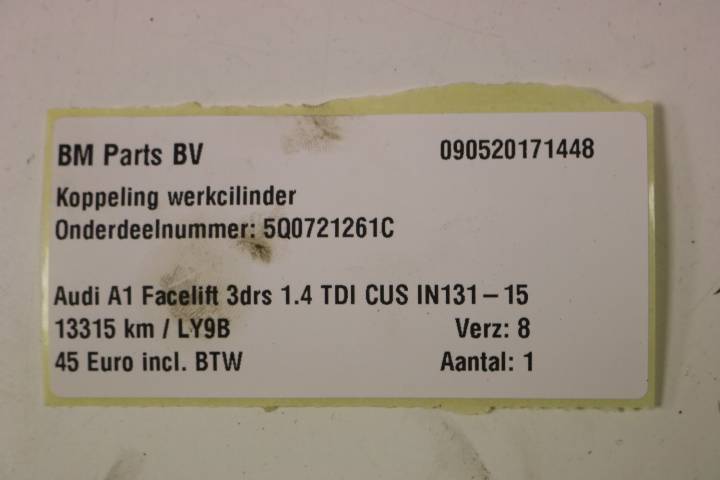 BM Parts BV 090520171448
Koppeling werkcilinder
Onderdeelnummer: 5Q0721261C
Audi A1 Facelift 3drs 1.4 TDI CUS IN131-15
13315 km / LY9B Verz: 8
45 Euro incl. BTW Aantal: 1